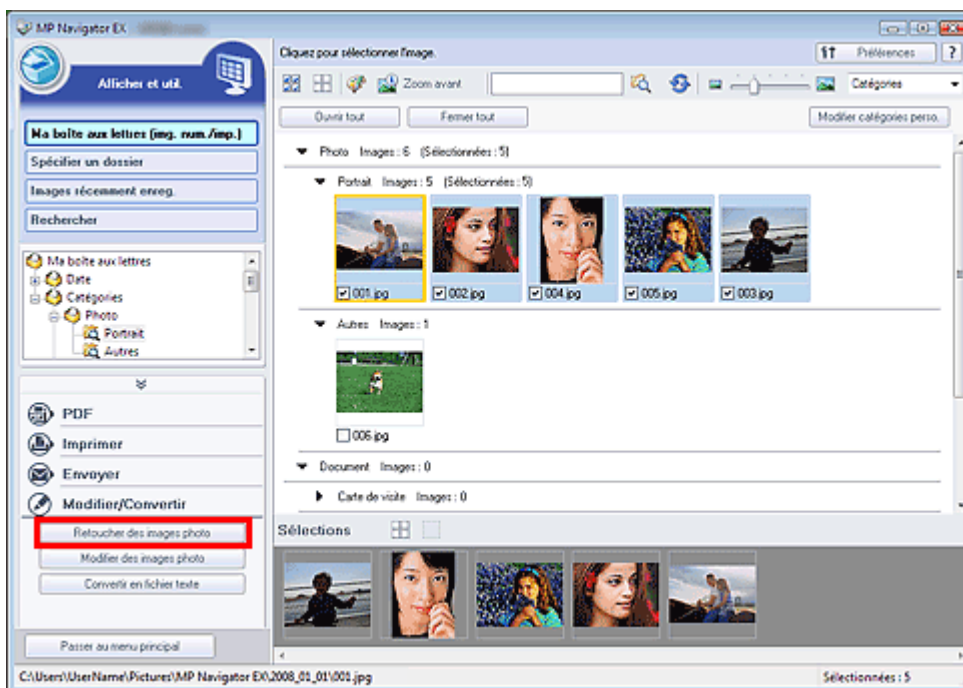 MP Navigator EX
Afficher et util.
Cliquez pour sélectionner l'image.
Préférences
?
Zoom avant
Catégories
Ouvrir tout
Fermer tout
Modifier catégories perso.
Ma boîte aux lettres (img. num./imp.)
Spécifier un dossier
Images récemment enreg.
Rechercher
Ma boîte aux lettres
Date
Catégories
Photo
Portrait
Autres
PDF
Imprimer
Envoyer
Modifier/Convertir
Retoucher des images photo
Modifier des images photo
Convertir en fichier texte
Passer au menu principal
Photo Images : 6 (Sélectionnées : 5)
Portrait Images : 5 (Sélectionnées : 5)
001.jpg
002.jpg
004.jpg
005.jpg
003.jpg
Autres Images : 1
006.jpg
Document Images : 0
Carte de visite Images : 0
Sélections
C:\Users\UserName\Pictures\MP Navigator EX\2008_01_01\001.jpg
Sélectionnées : 5